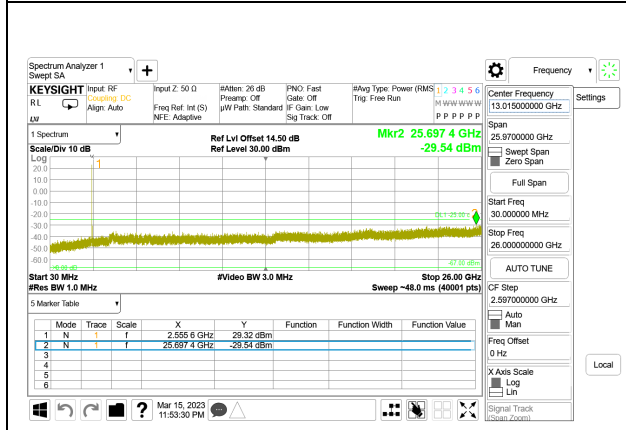 Spectrum Analyzer 1
Swept SA
+
Frequency
KEYSIGHT
Input: RF
Coupling: DC
Align: Auto
Input Z: 50 Ω
Freq Ref: Int (S)
NFE: Adaptive
#Atten: 26 dB
Preamp: Off
µW Path: Standard
PNO: Fast
Gate: Off
IF Gain: Low
Sig Track: Off
#Avg Type: Power (RMS
Trig: Free Run
1 2 3 4 5 6
M W W W W W
P P P P P P
RL
LXI
1 Spectrum
Scale/Div 10 dB
Ref Lvl Offset 14.50 dB
Ref Level 30.00 dBm
Mkr2 25.697 4 GHz
-29.54 dBm
Log
1
20.0
10.0
0.00
-10.0
-20.0
-30.0
-40.0
-50.0
-60.0
Start 30 MHz
#Res BW 1.0 MHz
#Video BW 3.0 MHz
Stop 26.00 GHz
Sweep ~48.0 ms (40001 pts)
5 Marker Table
Mode Trace Scale X Y Function Function Width Function Value
1 N 1 f 2.555 6 GHz 29.32 dBm
2 N 1 f 25.697 4 GHz -29.54 dBm
3
4
5
6
Mar 15, 2023
11:53:30 PM
Center Frequency
13.015000000 GHz
Span
25.9700000 GHz
Swept Span
Zero Span
Full Span
Start Freq
30.000000 MHz
Stop Freq
26.000000000 GHz
AUTO TUNE
CF Step
2.597000000 GHz
Auto
Man
Freq Offset
0 Hz
X Axis Scale
Log
Lin
Signal Track
(Span Zoom)
Settings
Local